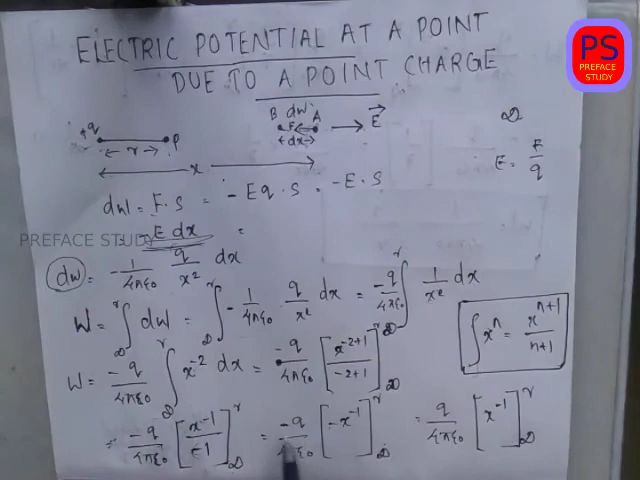 ELECTRIC POTENTIAL AT A POINT
DUE TO A POINT CHARGE
PS
PREFACE
STUDY
B dW A
+q P F → E⃗ ∞
← r → ← dx → E = F/q
← x →
dW = F · S = - Eq · S = - E · S
= - E dx =
PREFACE STUDY
dW = - 1/4πε₀ q/x² dx
W = ∫_∞^r dW = ∫_∞^r - 1/4πε₀ q/x² dx = -q/4πε₀ ∫_∞^r 1/x² dx
∫ xⁿ = x^(n+1)/(n+1)
W = -q/4πε₀ ∫_∞^r x⁻² dx = -q/4πε₀ [x^(-2+1)/(-2+1)]_∞^r
= -q/4πε₀ [x⁻¹/-1]_∞^r = -q/4πε₀ [-x⁻¹]_∞^r = q/4πε₀ [x⁻¹]_∞^r